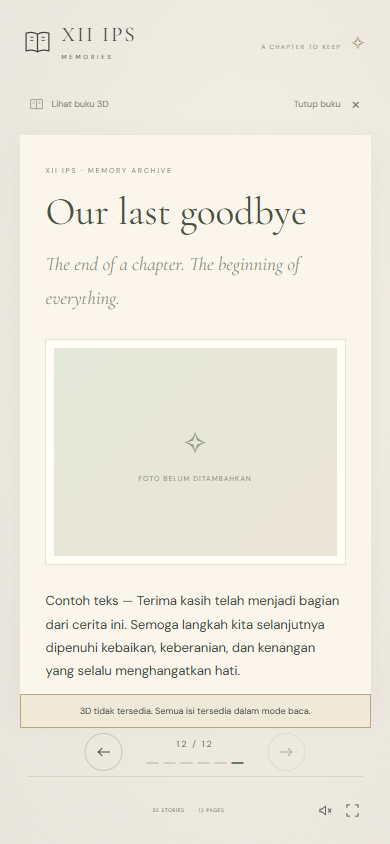 XII IPS
MEMORIES
A CHAPTER TO KEEP
Lihat buku 3D
Tutup buku
XII IPS · MEMORY ARCHIVE
Our last goodbye
The end of a chapter. The beginning of
everything.
FOTO BELUM DITAMBAHKAN
Contoh teks — Terima kasih telah menjadi bagian
dari cerita ini. Semoga langkah kita selanjutnya
dipenuhi kebaikan, keberanian, dan kenangan
yang selalu menghangatkan hati.
3D tidak tersedia. Semua isi tersedia dalam mode baca.
12 / 12
32 STORIES
12 PAGES